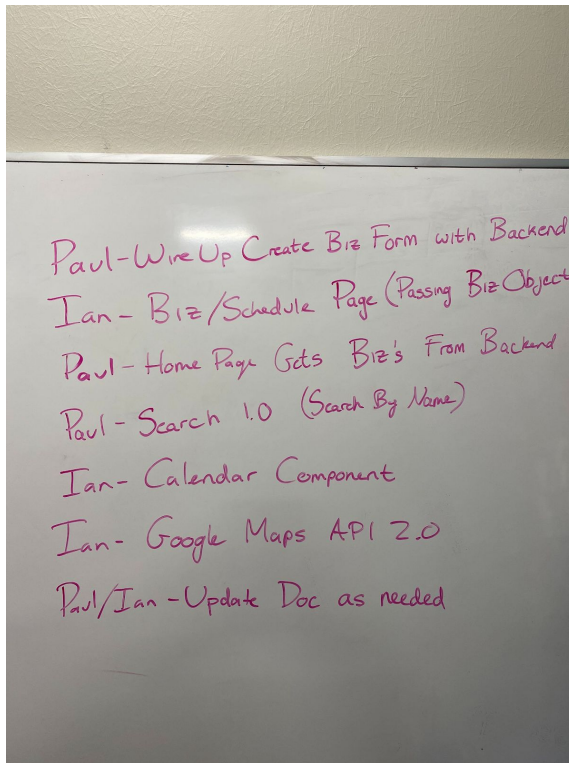 Paul-Wire Up Create Biz Form with Backend
Ian- Biz/Schedule Page (Passing Biz Object
Paul-Home Page Gets Biz's From Backend
Paul-Search 1.0 (Search By Name)
Ian- Calendar Component
Ian- Google Maps API 2.0
Paul/Ian-Update Doc as needed